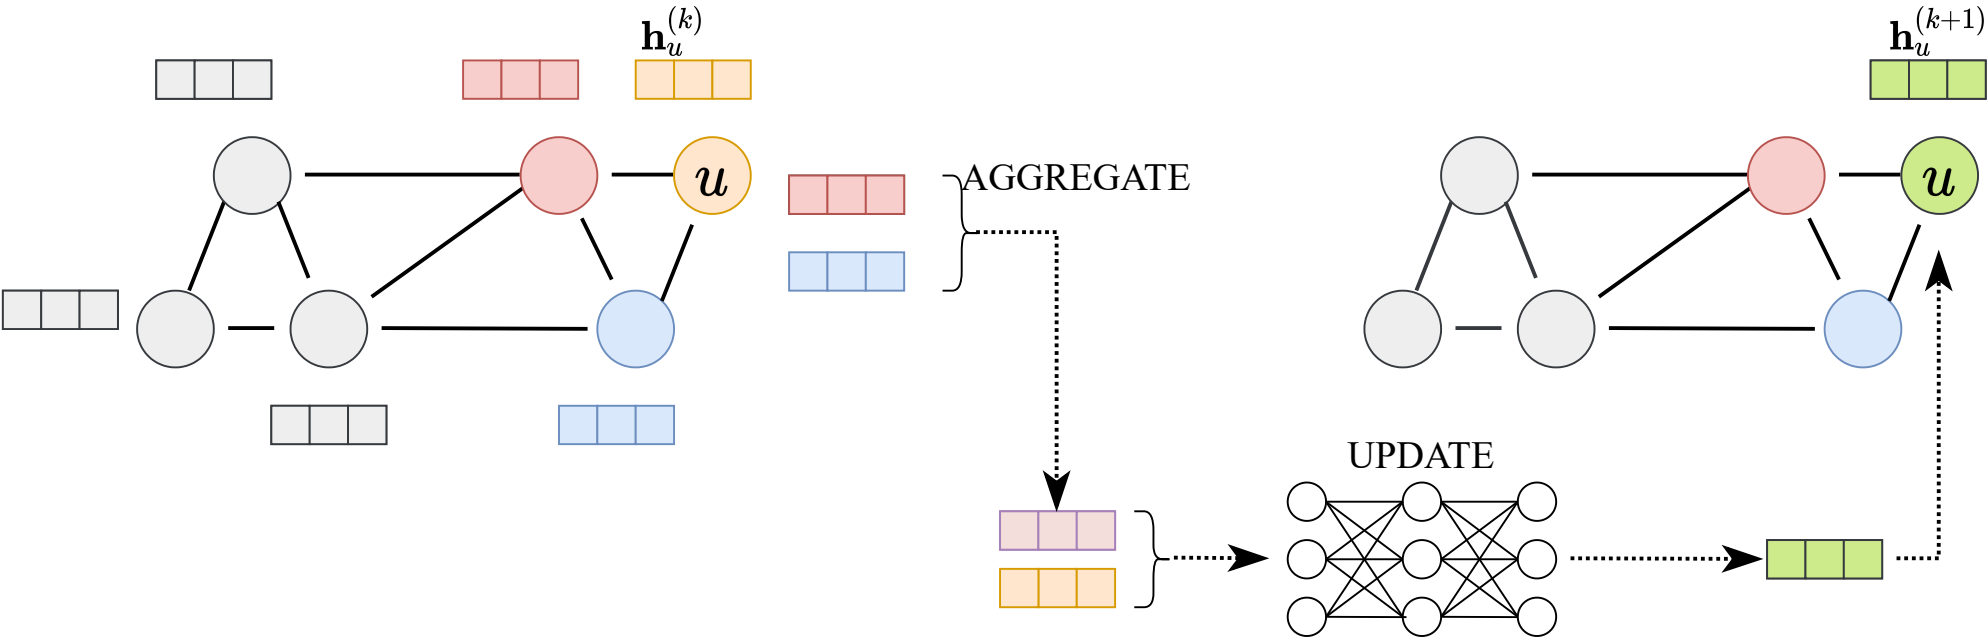 h_u^{(k)}
h_u^{(k+1)}
u
AGGREGATE
u
UPDATE